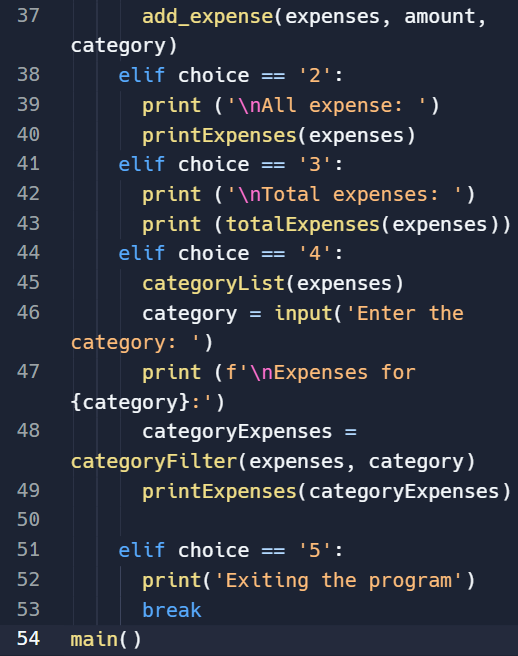 37 add_expense(expenses, amount,
category)
38 elif choice == '2':
39 print ('\nAll expense: ')
40 printExpenses(expenses)
41 elif choice == '3':
42 print ('\nTotal expenses: ')
43 print (totalExpenses(expenses))
44 elif choice == '4':
45 categoryList(expenses)
46 category = input('Enter the
category: ')
47 print (f'\nExpenses for
{category}:')
48 categoryExpenses =
categoryFilter(expenses, category)
49 printExpenses(categoryExpenses)
50
51 elif choice == '5':
52 print('Exiting the program')
53 break
54 main()